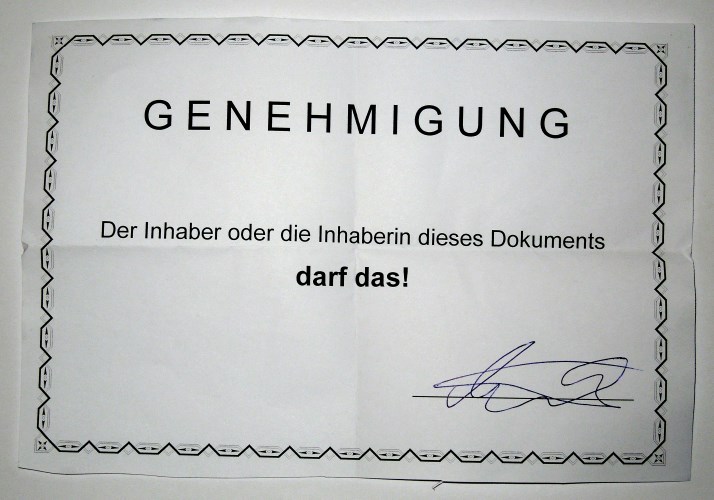 GENEHMIGUNG
Der Inhaber oder die Inhaberin dieses Dokuments
darf das!